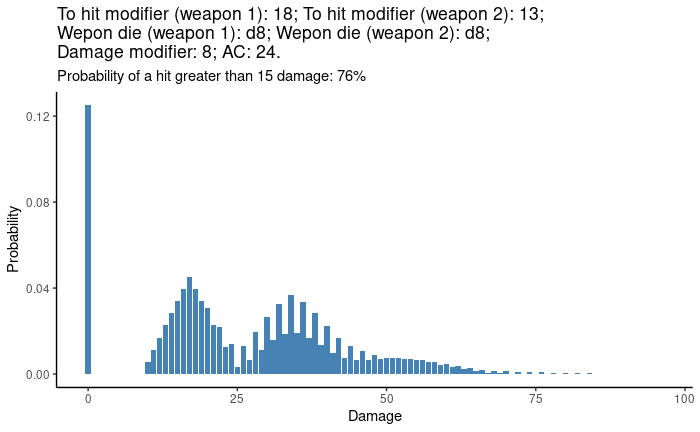 To hit modifier (weapon 1): 18; To hit modifier (weapon 2): 13;
Wepon die (weapon 1): d8; Wepon die (weapon 2): d8;
Damage modifier: 8; AC: 24.
Probability of a hit greater than 15 damage: 76%
0.12
0.08
0.04
0.00
Probability
0 25 50 75 100
Damage